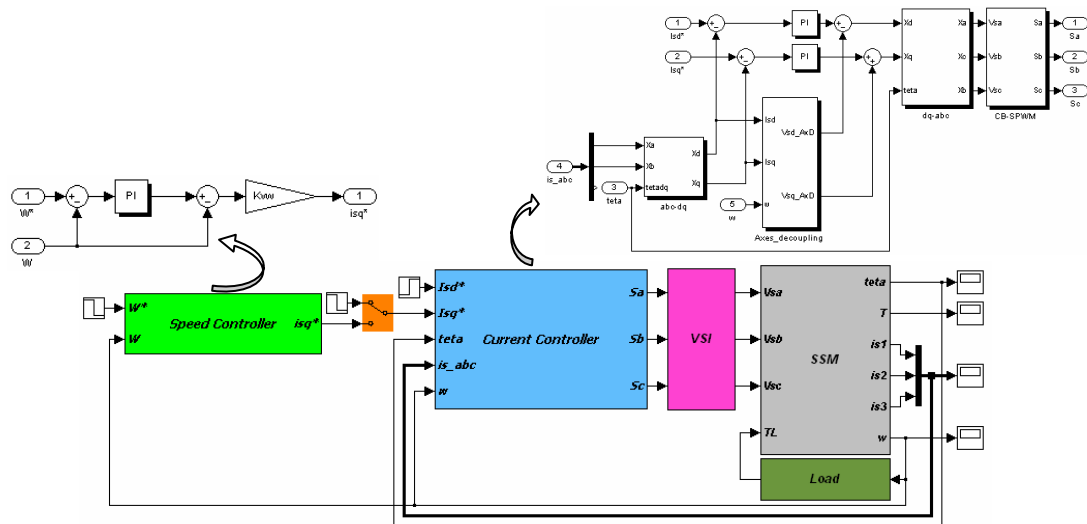 1
Isd*
+
−
PI
+
−
Xd
Xa
Vsa
Sa
1
Sa
2
Isq*
+
−
PI
+
+
Xq
Xc
Vsb
Sb
2
Sb
teta
Xb
Vsc
Sc
3
Sc
dq-abc
CB-SPWM
4
is_abc
Xa
Xb
tetadq
Xd
Xq
abc-dq
3
teta
Isd
Isq
w
Vsd_AxD
Vsq_AxD
Axes_decoupling
5
w
1
W*
+
−
PI
+
−
Kvw
1
isq*
2
W
W*
W
Speed Controller
isq*
Isd*
Isq*
teta
is_abc
w
Current Controller
Sa
Sb
Sc
VSI
Vsa
Vsb
Vsc
TL
SSM
teta
T
is1
is2
is3
w
Load